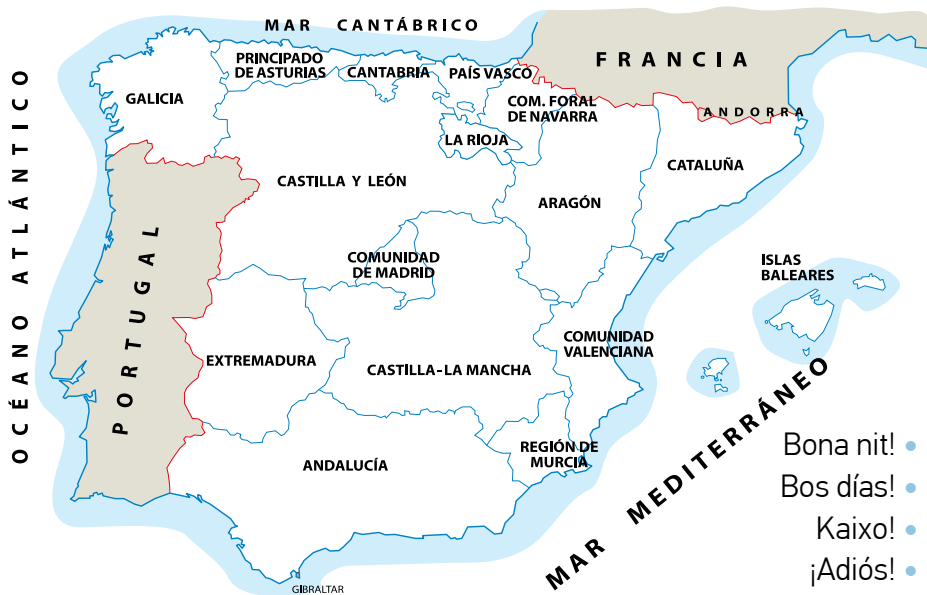 MAR CANTÁBRICO
OCÉANO ATLÁNTICO
FRANCIA
PRINCIPADO
DE ASTURIAS
CANTABRIA
PAÍS VASCO
GALICIA
COM. FORAL
DE NAVARRA
ANDORRA
LA RIOJA
CATALUÑA
CASTILLA Y LEÓN
ARAGÓN
COMUNIDAD
DE MADRID
ISLAS
BALEARES
PORTUGAL
COMUNIDAD
VALENCIANA
EXTREMADURA
CASTILLA-LA MANCHA
MAR MEDITERRÁNEO
REGIÓN DE
MURCIA
ANDALUCÍA
GIBRALTAR
Bona nit! •
Bos días! •
Kaixo! •
¡Adiós! •